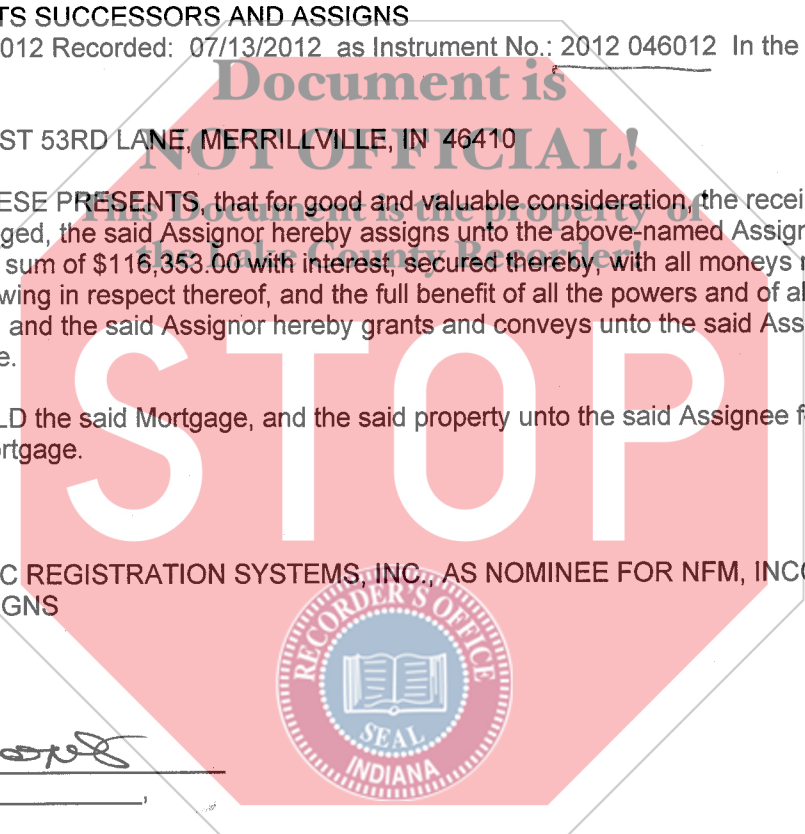 TS SUCCESSORS AND ASSIGNS
012 Recorded: 07/13/2012 as Instrument No.: 2012 046012 In the
Document is
NOT OFFICIAL!
ST 53RD LANE, MERRILLVILLE, IN 46410
This Document is the property of
the Lake County Recorder!
ESE PRESENTS, that for good and valuable consideration, the recei
ged, the said Assignor hereby assigns unto the above-named Assign
sum of $116,353.00 with interest, secured thereby, with all moneys
wing in respect thereof, and the full benefit of all the powers and of al
and the said Assignor hereby grants and conveys unto the said Ass
e.
STOP
LD the said Mortgage, and the said property unto the said Assignee f
rtgage.
C REGISTRATION SYSTEMS, INC., AS NOMINEE FOR NFM, INCO
GNS
RECORDER'S OFFICE
SEAL
INDIANA